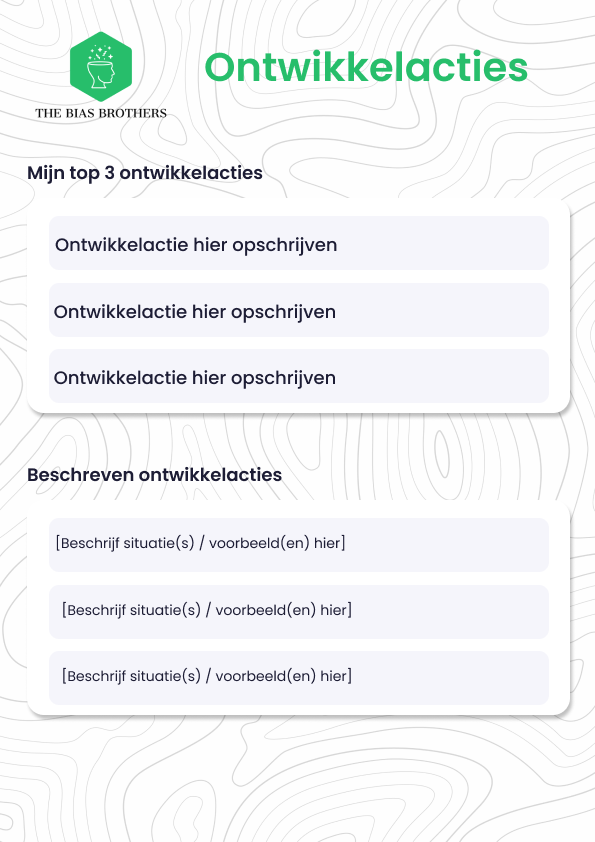 Ontwikkelacties
THE BIAS BROTHERS
Mijn top 3 ontwikkelacties
Ontwikkelactie hier opschrijven
Ontwikkelactie hier opschrijven
Ontwikkelactie hier opschrijven
Beschreven ontwikkelacties
[Beschrijf situatie(s) / voorbeeld(en) hier]
[Beschrijf situatie(s) / voorbeeld(en) hier]
[Beschrijf situatie(s) / voorbeeld(en) hier]